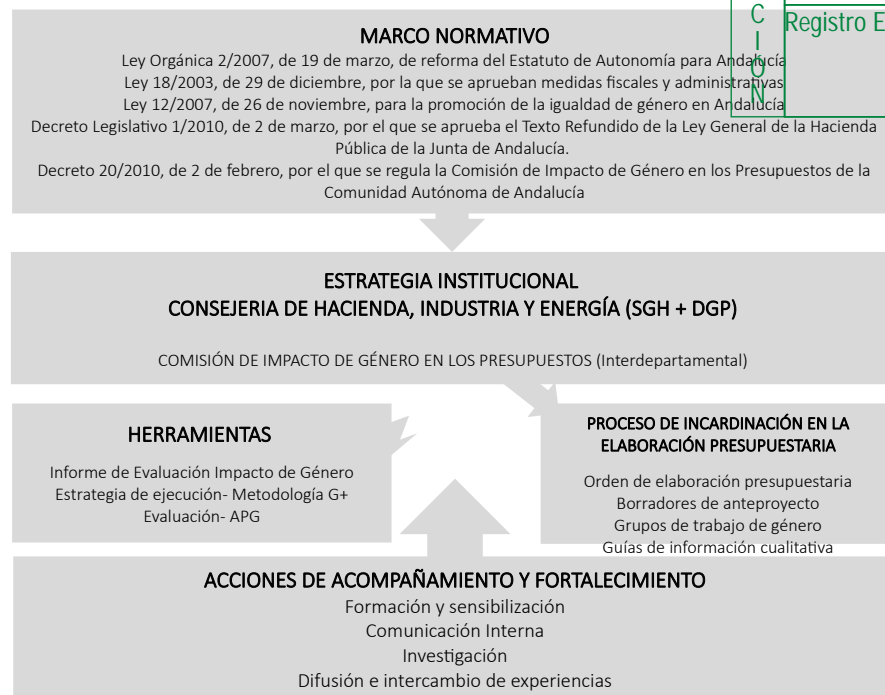 MARCO NORMATIVO
Ley Orgánica 2/2007, de 19 de marzo, de reforma del Estatuto de Autonomía para Andalucía
Ley 18/2003, de 29 de diciembre, por la que se aprueban medidas fiscales y administrativas
Ley 12/2007, de 26 de noviembre, para la promoción de la igualdad de género en Andalucía
Decreto Legislativo 1/2010, de 2 de marzo, por el que se aprueba el Texto Refundido de la Ley General de la Hacienda
Pública de la Junta de Andalucía.
Decreto 20/2010, de 2 de febrero, por el que se regula la Comisión de Impacto de Género en los Presupuestos de la
Comunidad Autónoma de Andalucía
C
I
Ó
N
Registro E
ESTRATEGIA INSTITUCIONAL
CONSEJERIA DE HACIENDA, INDUSTRIA Y ENERGÍA (SGH + DGP)
COMISIÓN DE IMPACTO DE GÉNERO EN LOS PRESUPUESTOS (Interdepartamental)
HERRAMIENTAS
Informe de Evaluación Impacto de Género
Estrategia de ejecución- Metodología G+
Evaluación- APG
PROCESO DE INCARDINACIÓN EN LA
ELABORACIÓN PRESUPUESTARIA
Orden de elaboración presupuestaria
Borradores de anteproyecto
Grupos de trabajo de género
Guías de información cualitativa
ACCIONES DE ACOMPAÑAMIENTO Y FORTALECIMIENTO
Formación y sensibilización
Comunicación Interna
Investigación
Difusión e intercambio de experiencias